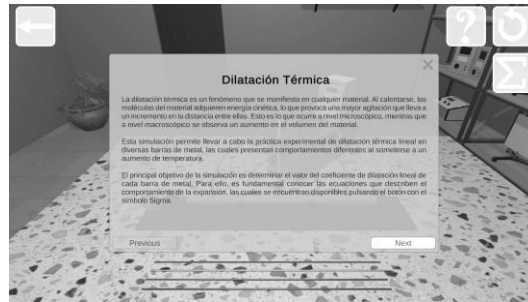 ?
Σ
×
Dilatación Térmica
La dilatación térmica es un fenómeno que se manifiesta en cualquier material. Al calentarse, las
moléculas del material adquieren energía cinética, lo que provoca una mayor agitación que lleva a
un incremento en la distancia entre ellas. Esto es lo que ocurre a nivel microscópico, mientras que
a nivel macroscópico se observa un aumento en el volumen del material.
Esta simulación permite llevar a cabo la práctica experimental de dilatación térmica lineal en
diversas barras de metal, las cuales presentan comportamientos diferentes al someterse a un
aumento de temperatura.
El principal objetivo de la simulación es determinar el valor del coeficiente de dilatación lineal de
cada barra de metal. Para ello, es fundamental conocer las ecuaciones que describen el
comportamiento de la expansión, las cuales se encuentran disponibles pulsando el botón con el
símbolo Sigma.
Previous
Next